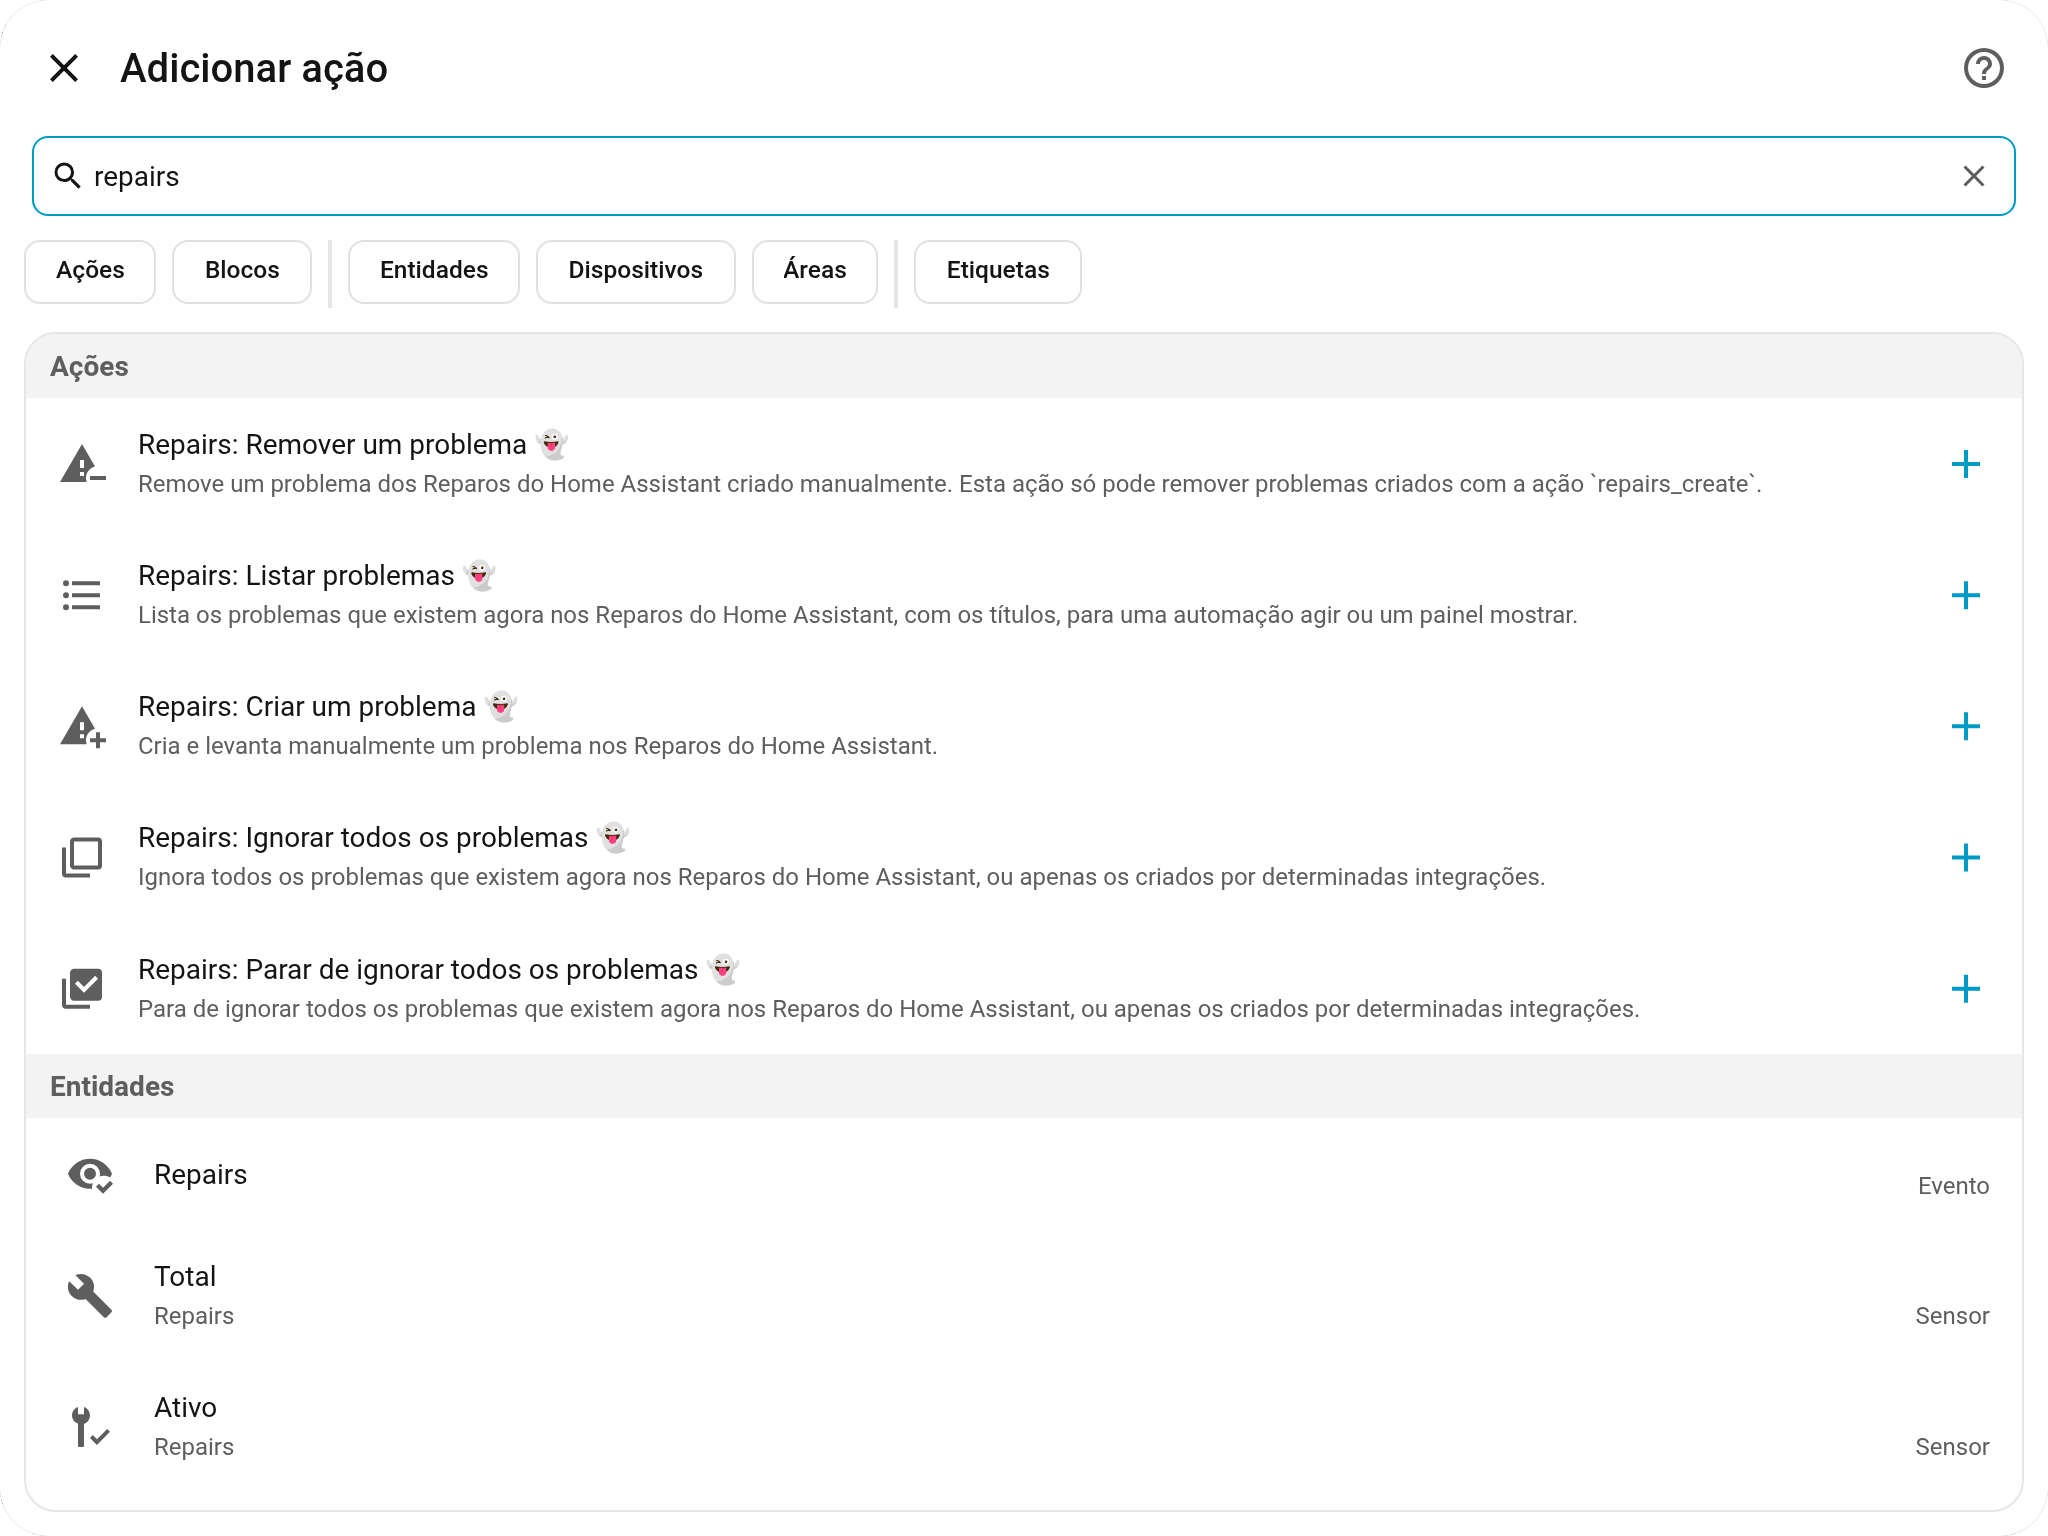 Adicionar ação
repairs
Ações
Blocos
Entidades
Dispositivos
Áreas
Etiquetas
Ações
Repairs: Remover um problema 👻
Remove um problema dos Reparos do Home Assistant criado manualmente. Esta ação só pode remover problemas criados com a ação `repairs_create`.
Repairs: Listar problemas 👻
Lista os problemas que existem agora nos Reparos do Home Assistant, com os títulos, para uma automação agir ou um painel mostrar.
Repairs: Criar um problema 👻
Cria e levanta manualmente um problema nos Reparos do Home Assistant.
Repairs: Ignorar todos os problemas 👻
Ignora todos os problemas que existem agora nos Reparos do Home Assistant, ou apenas os criados por determinadas integrações.
Repairs: Parar de ignorar todos os problemas 👻
Para de ignorar todos os problemas que existem agora nos Reparos do Home Assistant, ou apenas os criados por determinadas integrações.
Entidades
Repairs
Evento
Total
Repairs
Sensor
Ativo
Repairs
Sensor